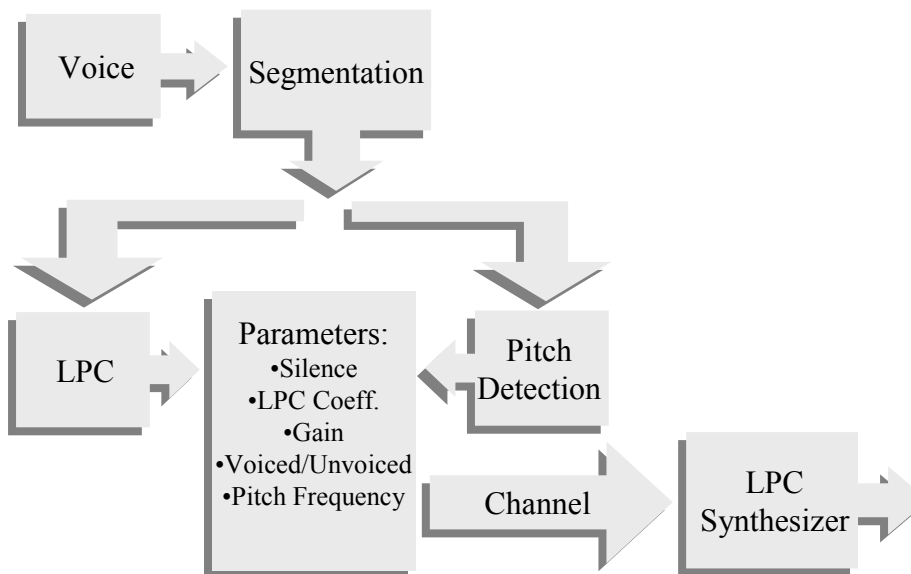 Voice
Segmentation
LPC
Parameters:
•Silence
•LPC Coeff.
•Gain
•Voiced/Unvoiced
•Pitch Frequency
Pitch
Detection
Channel
LPC
Synthesizer